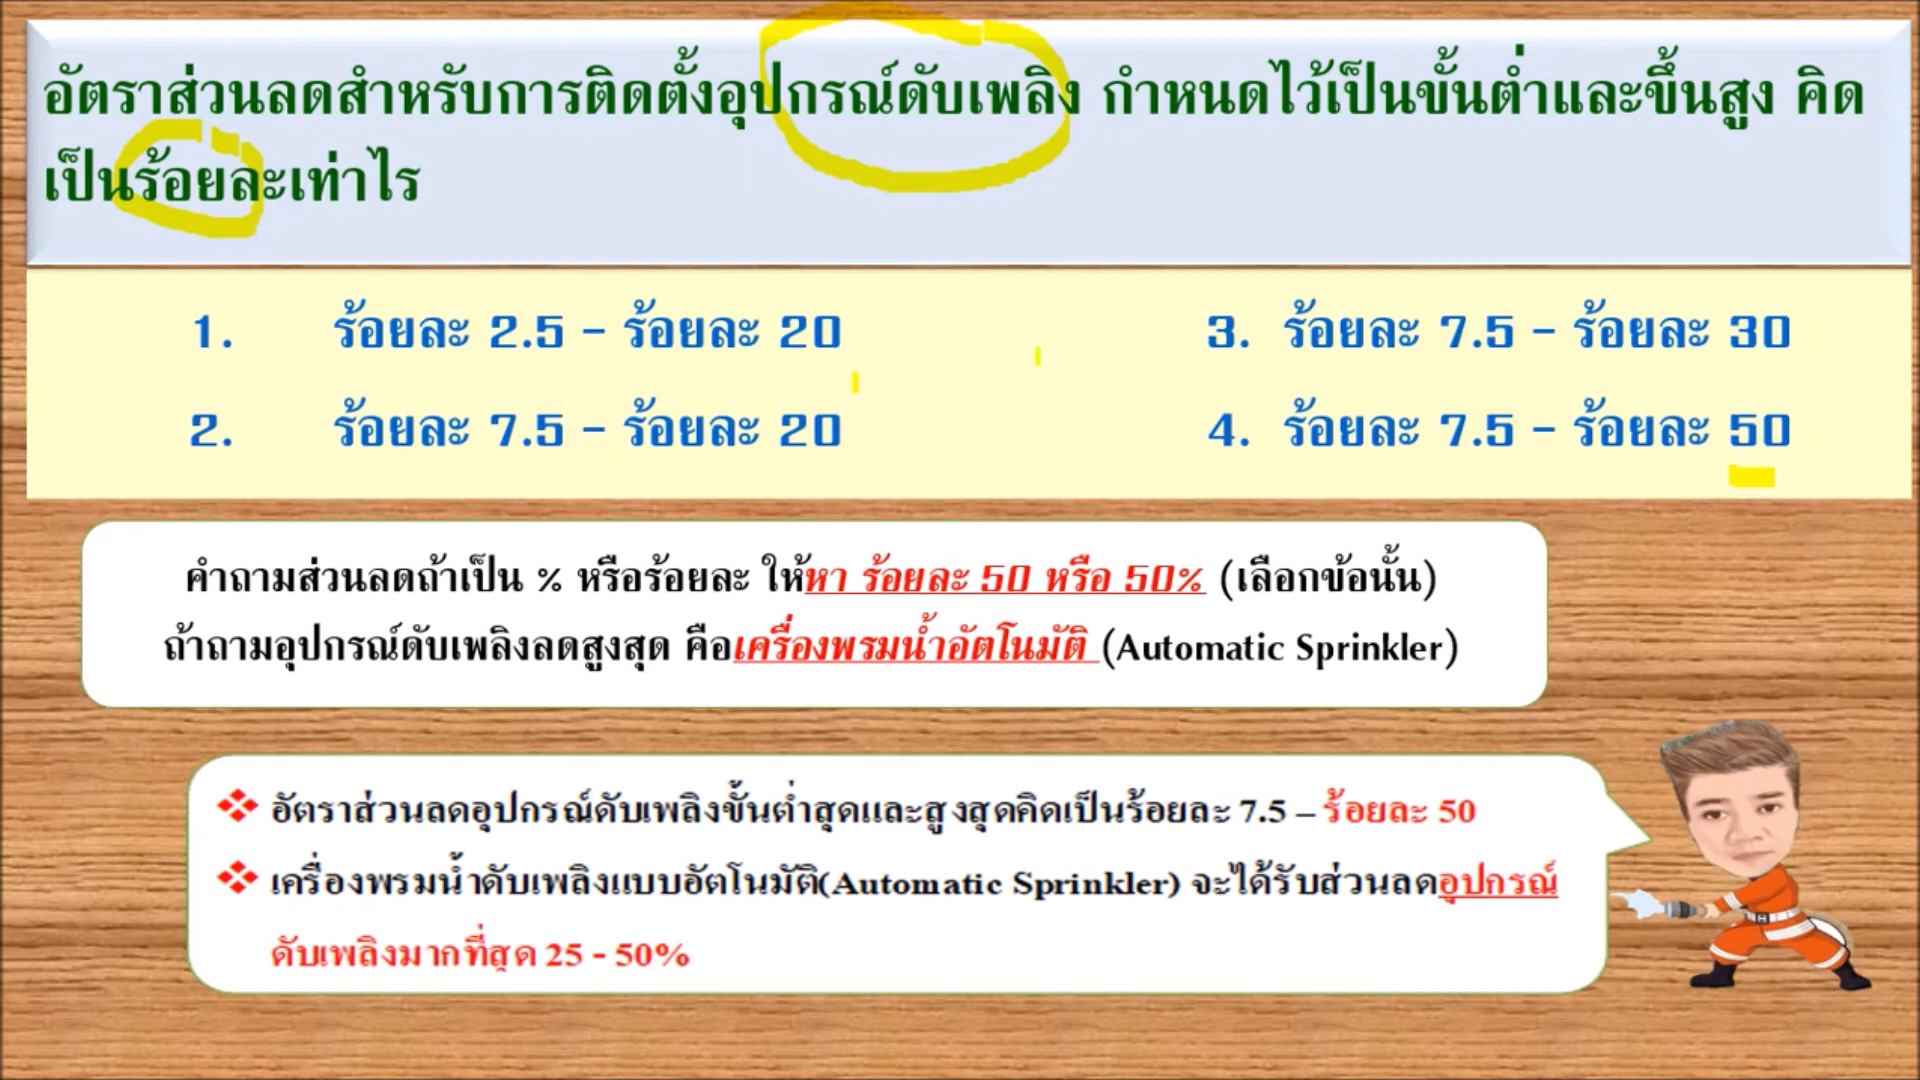 อัตราส่วนลดสำหรับการติดตั้งอุปกรณ์ดับเพลิง กำหนดไว้เป็นขั้นต่ำและขึ้นสูง คิด
เป็นร้อยละเท่าไร
1. ร้อยละ 2.5 - ร้อยละ 20
3. ร้อยละ 7.5 - ร้อยละ 30
2. ร้อยละ 7.5 - ร้อยละ 20
4. ร้อยละ 7.5 - ร้อยละ 50
คำถามส่วนลดถ้าเป็น % หรือร้อยละ ให้หา ร้อยละ 50 หรือ 50% (เลือกข้อนั้น)
ถ้าถามอุปกรณ์ดับเพลิงลดสูงสุด คือเครื่องพรมน้ำอัตโนมัติ (Automatic Sprinkler)
❖ อัตราส่วนลดอุปกรณ์ดับเพลิงขั้นต่ำสุดและสูงสุดคิดเป็นร้อยละ 7.5 – ร้อยละ 50
❖ เครื่องพรมน้ำดับเพลิงแบบอัตโนมัติ(Automatic Sprinkler) จะได้รับส่วนลดอุปกรณ์
ดับเพลิงมากที่สุด 25 - 50%